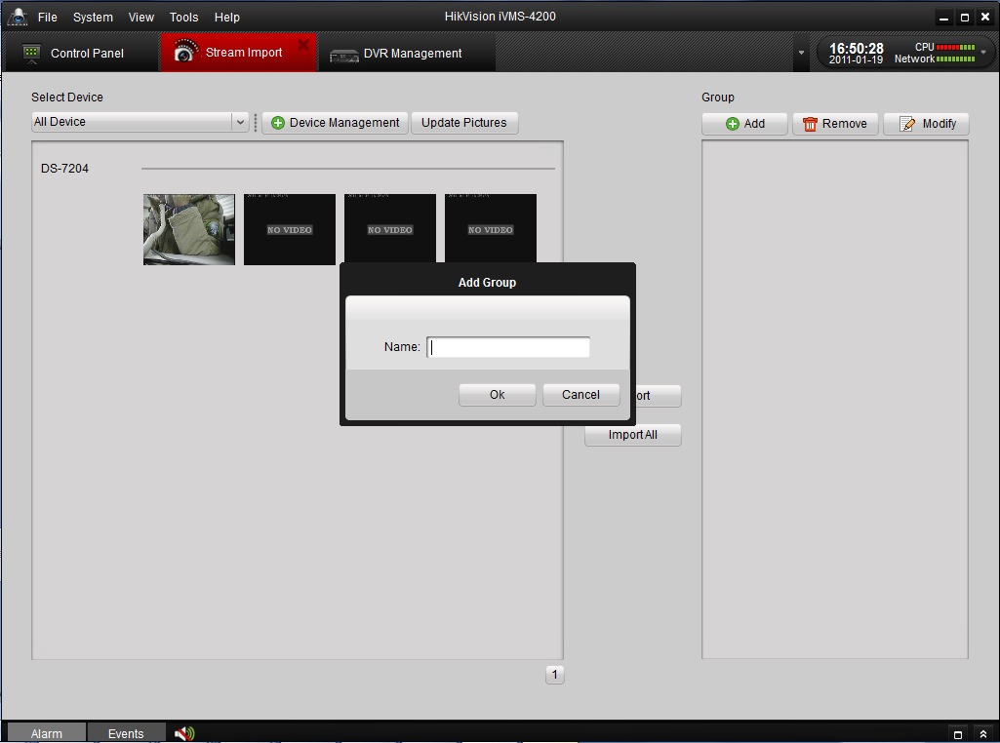 File System View Tools Help HikVision iVMS-4200
Control Panel Stream Import DVR Management
16:50:28 CPU
2011-01-19 Network
Select Device Group
All Device Device Management Update Pictures Add Remove Modify
DS-7204
NO VIDEO NO VIDEO NO VIDEO
Add Group
Name:
Ok Cancel ort
Import All
1
Alarm Events